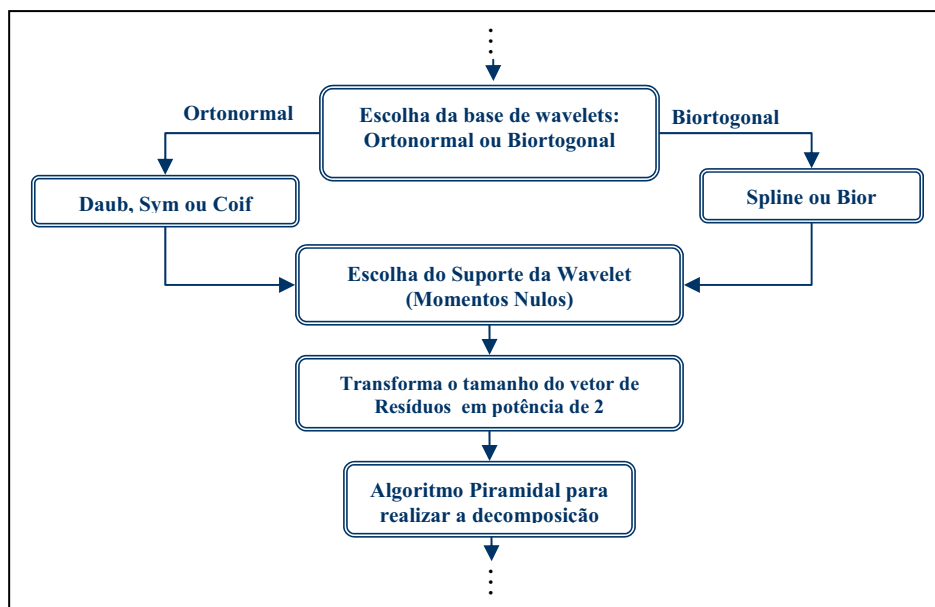 Escolha da base de wavelets:
Ortonormal ou Biortogonal
Ortonormal
Biortogonal
Daub, Sym ou Coif
Spline ou Bior
Escolha do Suporte da Wavelet
(Momentos Nulos)
Transforma o tamanho do vetor de
Resíduos em potência de 2
Algoritmo Piramidal para
realizar a decomposição